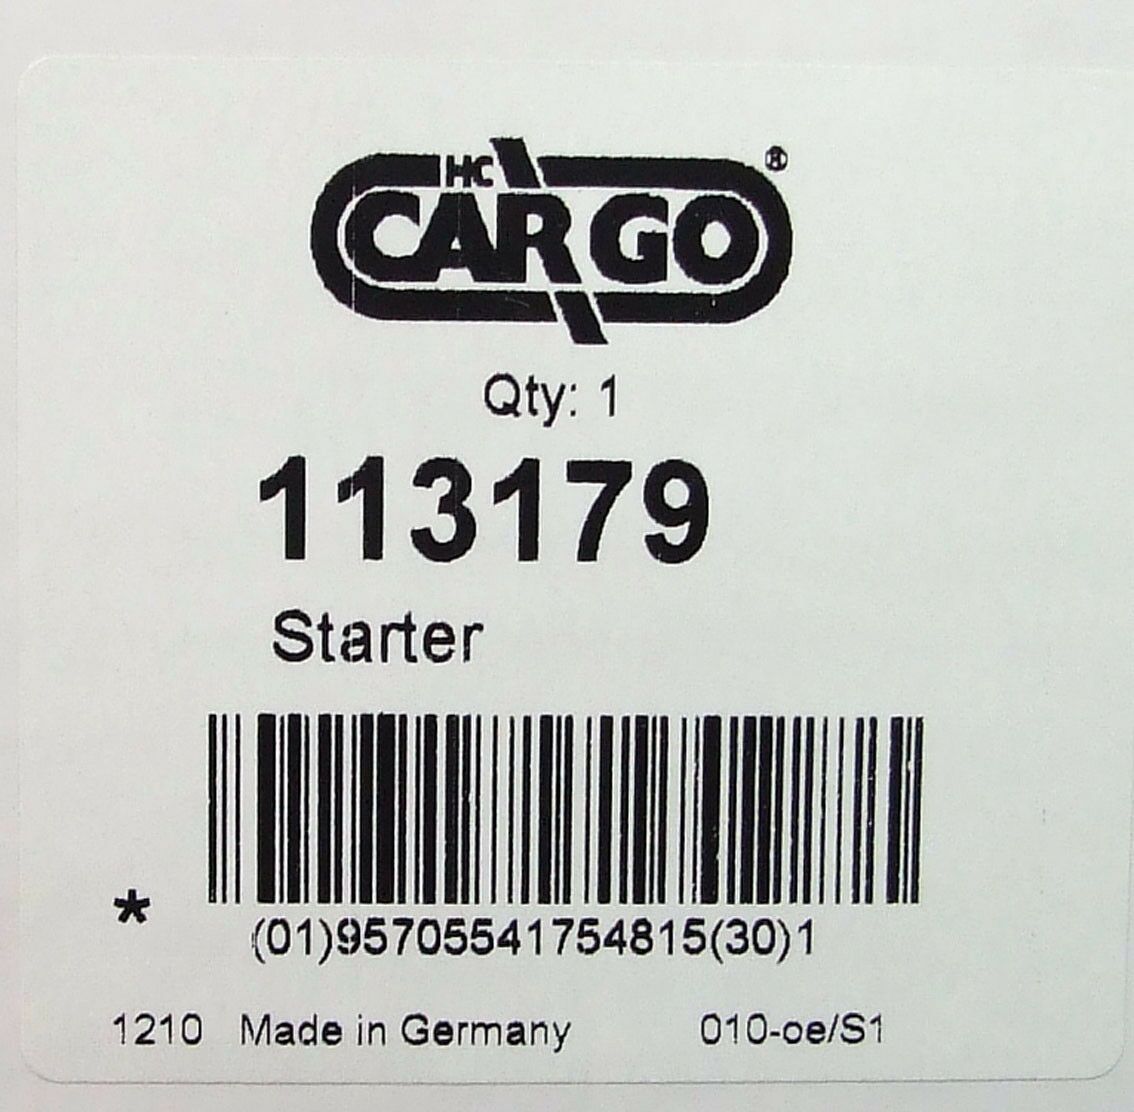 HC
CARGO®
Qty: 1
113179
Starter
*
(01)95705541754815(30)1
1210 Made in Germany 010-oe/S1